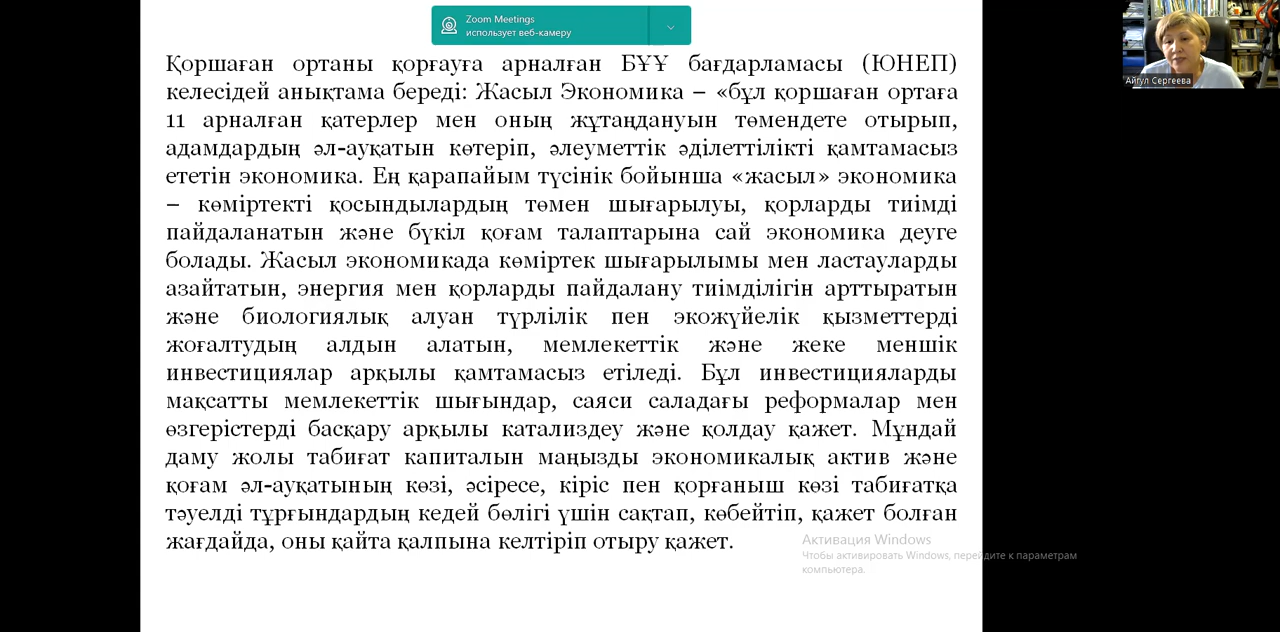 Zoom Meetings
использует веб-камеру
Айгул Сергеева
Қоршаған ортаны қорғауға арналған БҰҰ бағдарламасы (ЮНЕП)
келесідей анықтама береді: Жасыл Экономика – «бұл қоршаған ортаға
11 арналған қатерлер мен оның жұтаңдануын төмендете отырып,
адамдардың әл-ауқатын көтеріп, әлеуметтік әділеттілікті қамтамасыз
ететін экономика. Ең қарапайым түсінік бойынша «жасыл» экономика
– көміртекті қосындылардың төмен шығарылуы, қорларды тиімді
пайдаланатын және бүкіл қоғам талаптарына сай экономика деуге
болады. Жасыл экономикада көміртек шығарылымы мен ластауларды
азайтатын, энергия мен қорларды пайдалану тиімділігін арттыратын
және биологиялық алуан түрлілік пен экожүйелік қызметтерді
жоғалтудың алдын алатын, мемлекеттік және жеке меншік
инвестициялар арқылы қамтамасыз етіледі. Бұл инвестицияларды
мақсатты мемлекеттік шығындар, саяси саладағы реформалар мен
өзгерістерді басқару арқылы катализдеу және қолдау қажет. Мұндай
даму жолы табиғат капиталын маңызды экономикалық актив және
қоғам әл-ауқатының көзі, әсіресе, кіріс пен қорғаныш көзі табиғатқа
тәуелді тұрғындардың кедей бөлігі үшін сақтап, көбейтіп, қажет болған
жағдайда, оны қайта қалпына келтіріп отыру қажет.
Активация Windows
Чтобы активировать Windows, перейдите к параметрам
компьютера.